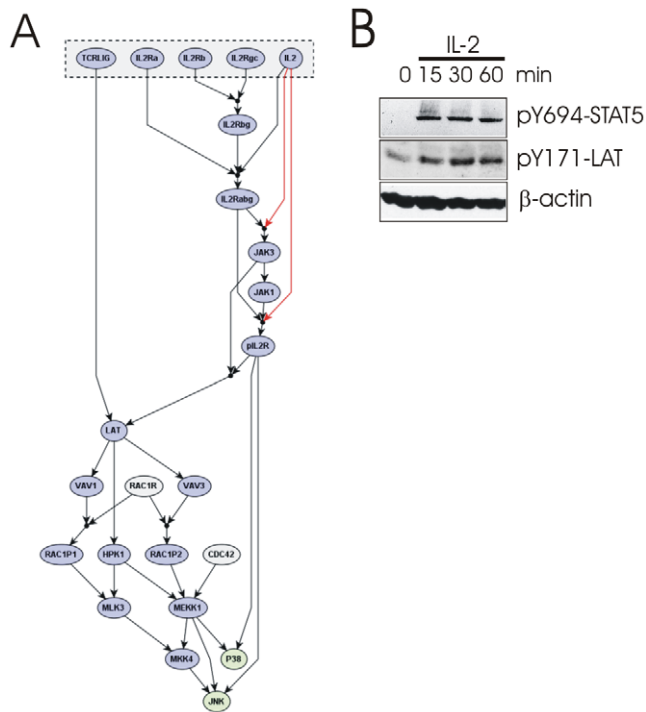 A
TCRLIG IL2Ra IL2Rb IL2Rgc IL2
IL2Rbg
IL2Rabg
JAK3
JAK1
pIL2R
LAT
VAV1 RAC1R VAV3
RAC1P1 HPK1 RAC1P2 CDC42
MLK3 MEKK1
MKK4 P38
JNK
B
IL-2
0 15 30 60 min
pY694-STAT5
pY171-LAT
β-actin